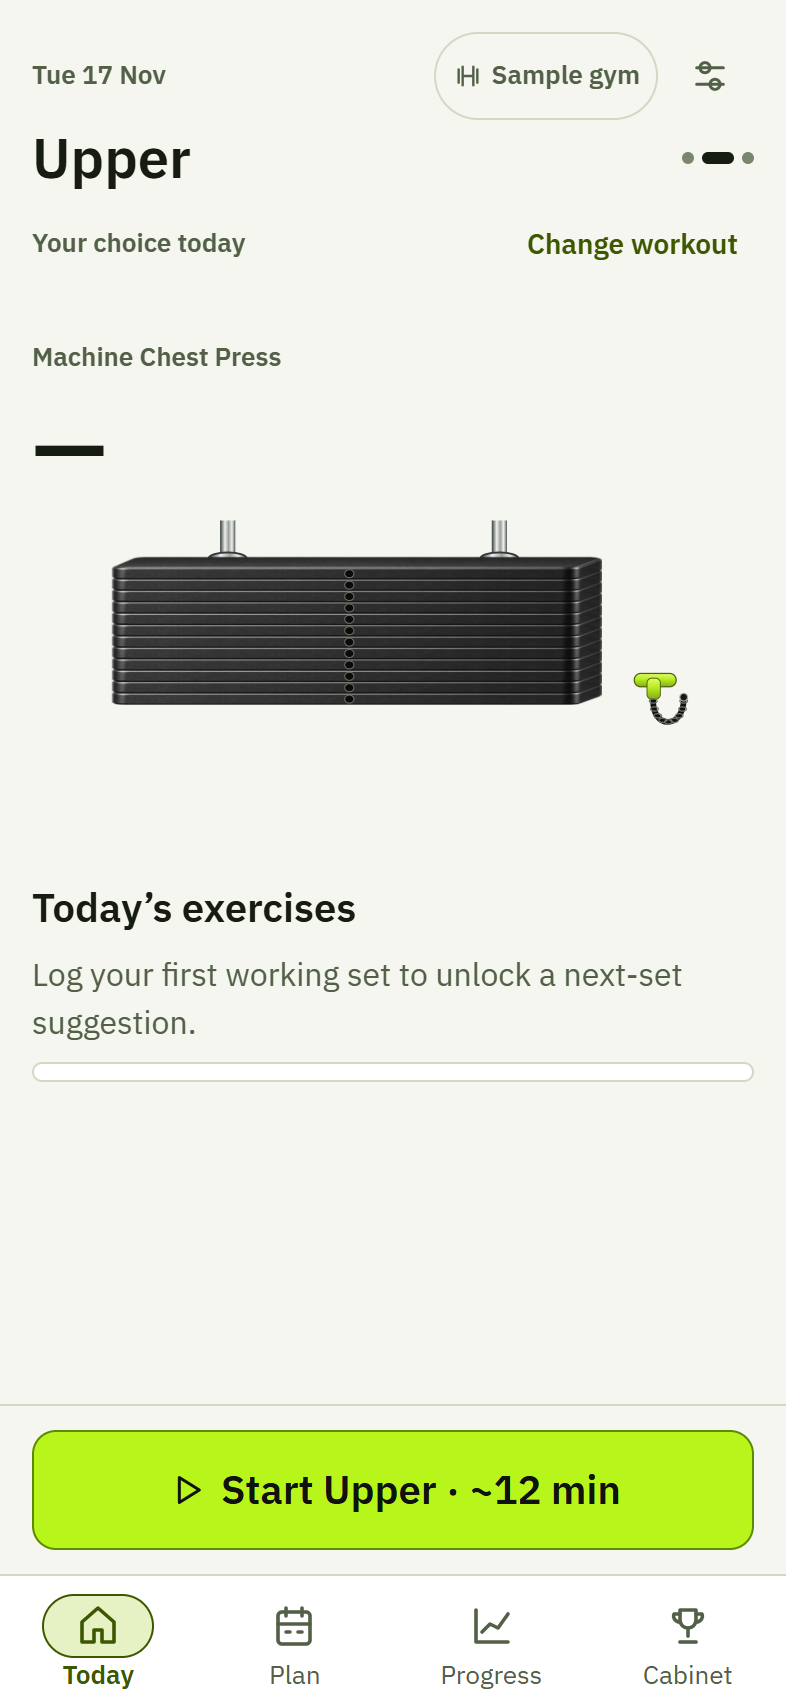 Tue 17 Nov
Sample gym
Upper
Your choice today
Change workout
Machine Chest Press
—
Today’s exercises
Log your first working set to unlock a next-set
suggestion.
Start Upper · ~12 min
Today
Plan
Progress
Cabinet